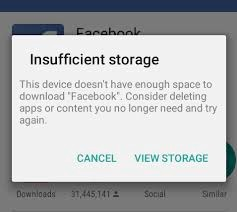 Facebook
Insufficient storage
This device doesn't have enough space to
download "Facebook". Consider deleting
apps or content you no longer need and try
again.
CANCEL VIEW STORAGE
Downloads 31,445,141 Social Similar